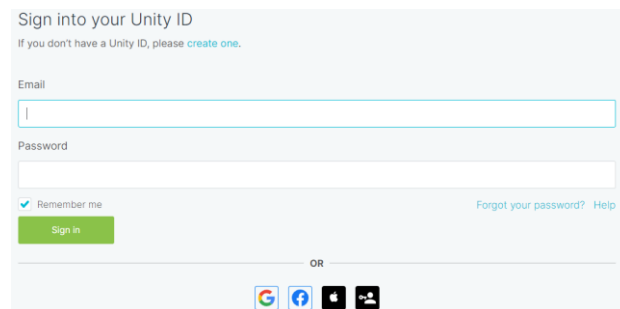 Sign into your Unity ID
If you don't have a Unity ID, please create one.
Email
Password
Remember me
Forgot your password? Help
Sign in
OR